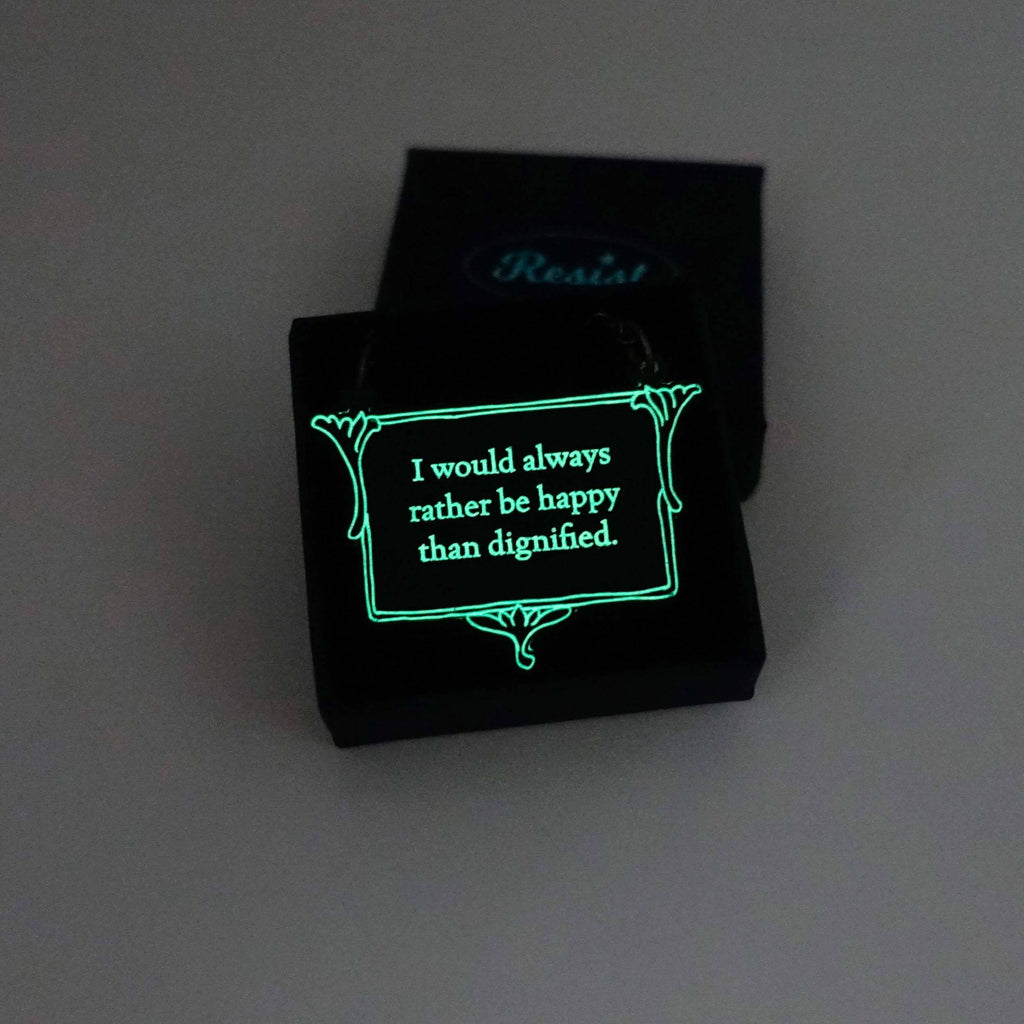 Resist
I would always
rather be happy
than dignified.